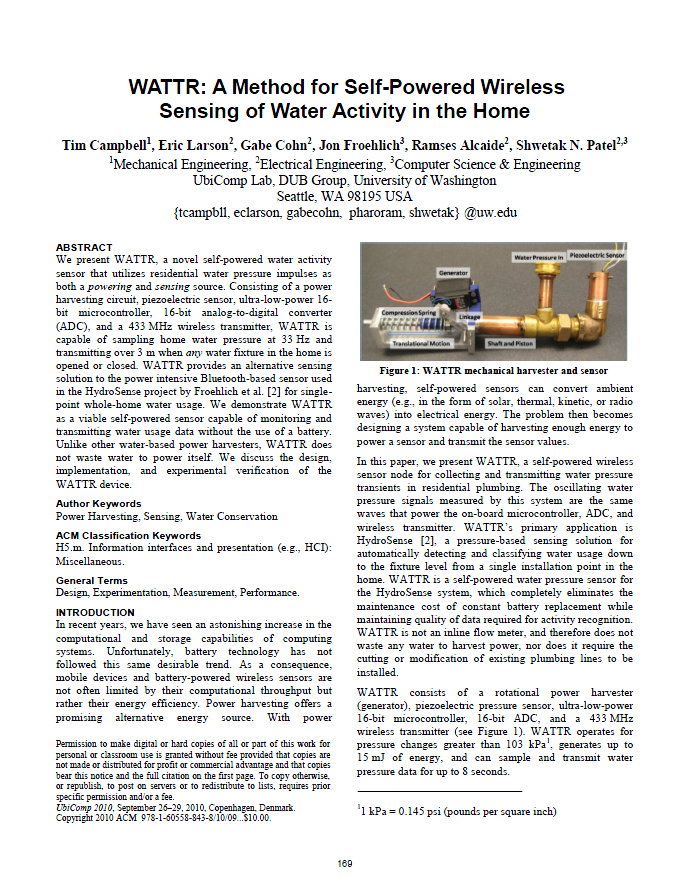 WATTR: A Method for Self-Powered Wireless
Sensing of Water Activity in the Home
Tim Campbell1, Eric Larson2, Gabe Cohn2, Jon Froehlich3, Ramses Alcaide2, Shwetak N. Patel2,3
1Mechanical Engineering, 2Electrical Engineering, 3Computer Science & Engineering
UbiComp Lab, DUB Group, University of Washington
Seattle, WA 98195 USA
{tcampbll, eclarson, gabecohn, pharoram, shwetak} @uw.edu
ABSTRACT
We present WATTR, a novel self-powered water activity
sensor that utilizes residential water pressure impulses as
both a powering and sensing source. Consisting of a power
harvesting circuit, piezoelectric sensor, ultra-low-power 16-
bit microcontroller, 16-bit analog-to-digital converter
(ADC), and a 433 MHz wireless transmitter, WATTR is
capable of sampling home water pressure at 33 Hz and
transmitting over 3 m when any water fixture in the home is
opened or closed. WATTR provides an alternative sensing
solution to the power intensive Bluetooth-based sensor used
in the HydroSense project by Froehlich et al. [2] for single-
point whole-home water usage. We demonstrate WATTR
as a viable self-powered sensor capable of monitoring and
transmitting water usage data without the use of a battery.
Unlike other water-based power harvesters, WATTR does
not waste water to power itself. We discuss the design,
implementation, and experimental verification of the
WATTR device.
Author Keywords
Power Harvesting, Sensing, Water Conservation
ACM Classification Keywords
H5.m. Information interfaces and presentation (e.g., HCI):
Miscellaneous.
General Terms
Design, Experimentation, Measurement, Performance.
INTRODUCTION
In recent years, we have seen an astonishing increase in the
computational and storage capabilities of computing
systems. Unfortunately, battery technology has not
followed this same desirable trend. As a consequence,
mobile devices and battery-powered wireless sensors are
not often limited by their computational throughput but
rather their energy efficiency. Power harvesting offers a
promising alternative energy source. With power
Permission to make digital or hard copies of all or part of this work for
personal or classroom use is granted without fee provided that copies are
not made or distributed for profit or commercial advantage and that copies
bear this notice and the full citation on the first page. To copy otherwise,
or republish, to post on servers or to redistribute to lists, requires prior
specific permission and/or a fee.
UbiComp 2010, September 26–29, 2010, Copenhagen, Denmark.
Copyright 2010 ACM 978-1-60558-843-8/10/09...$10.00.
Water Pressure In
Piezoelectric Sensor
Generator
Compression Spring
Linkage
Translational Motion
Shaft and Piston
Figure 1: WATTR mechanical harvester and sensor
harvesting, self-powered sensors can convert ambient
energy (e.g., in the form of solar, thermal, kinetic, or radio
waves) into electrical energy. The problem then becomes
designing a system capable of harvesting enough energy to
power a sensor and transmit the sensor values.
In this paper, we present WATTR, a self-powered wireless
sensor node for collecting and transmitting water pressure
transients in residential plumbing. The oscillating water
pressure signals measured by this system are the same
waves that power the on-board microcontroller, ADC, and
wireless transmitter. WATTR's primary application is
HydroSense [2], a pressure-based sensing solution for
automatically detecting and classifying water usage down
to the fixture level from a single installation point in the
home. WATTR is a self-powered water pressure sensor for
the HydroSense system, which completely eliminates the
maintenance cost of constant battery replacement while
maintaining quality of data required for activity recognition.
WATTR is not an inline flow meter, and therefore does not
waste any water to harvest power, nor does it require the
cutting or modification of existing plumbing lines to be
installed.
WATTR consists of a rotational power harvester
(generator), piezoelectric pressure sensor, ultra-low-power
16-bit microcontroller, 16-bit ADC, and a 433 MHz
wireless transmitter (see Figure 1). WATTR operates for
pressure changes greater than 103 kPa1, generates up to
15 mJ of energy, and can sample and transmit water
pressure data for up to 8 seconds.
1 1 kPa = 0.145 psi (pounds per square inch)
169